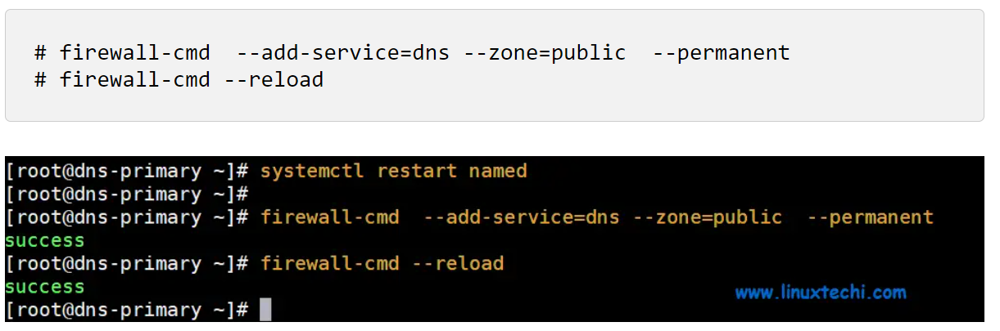 # firewall-cmd  --add-service=dns --zone=public  --permanent
# firewall-cmd --reload
[root@dns-primary ~]# systemctl restart named
[root@dns-primary ~]#
[root@dns-primary ~]# firewall-cmd  --add-service=dns --zone=public  --permanent
success
[root@dns-primary ~]# firewall-cmd --reload
success
www.linuxtechi.com
[root@dns-primary ~]#